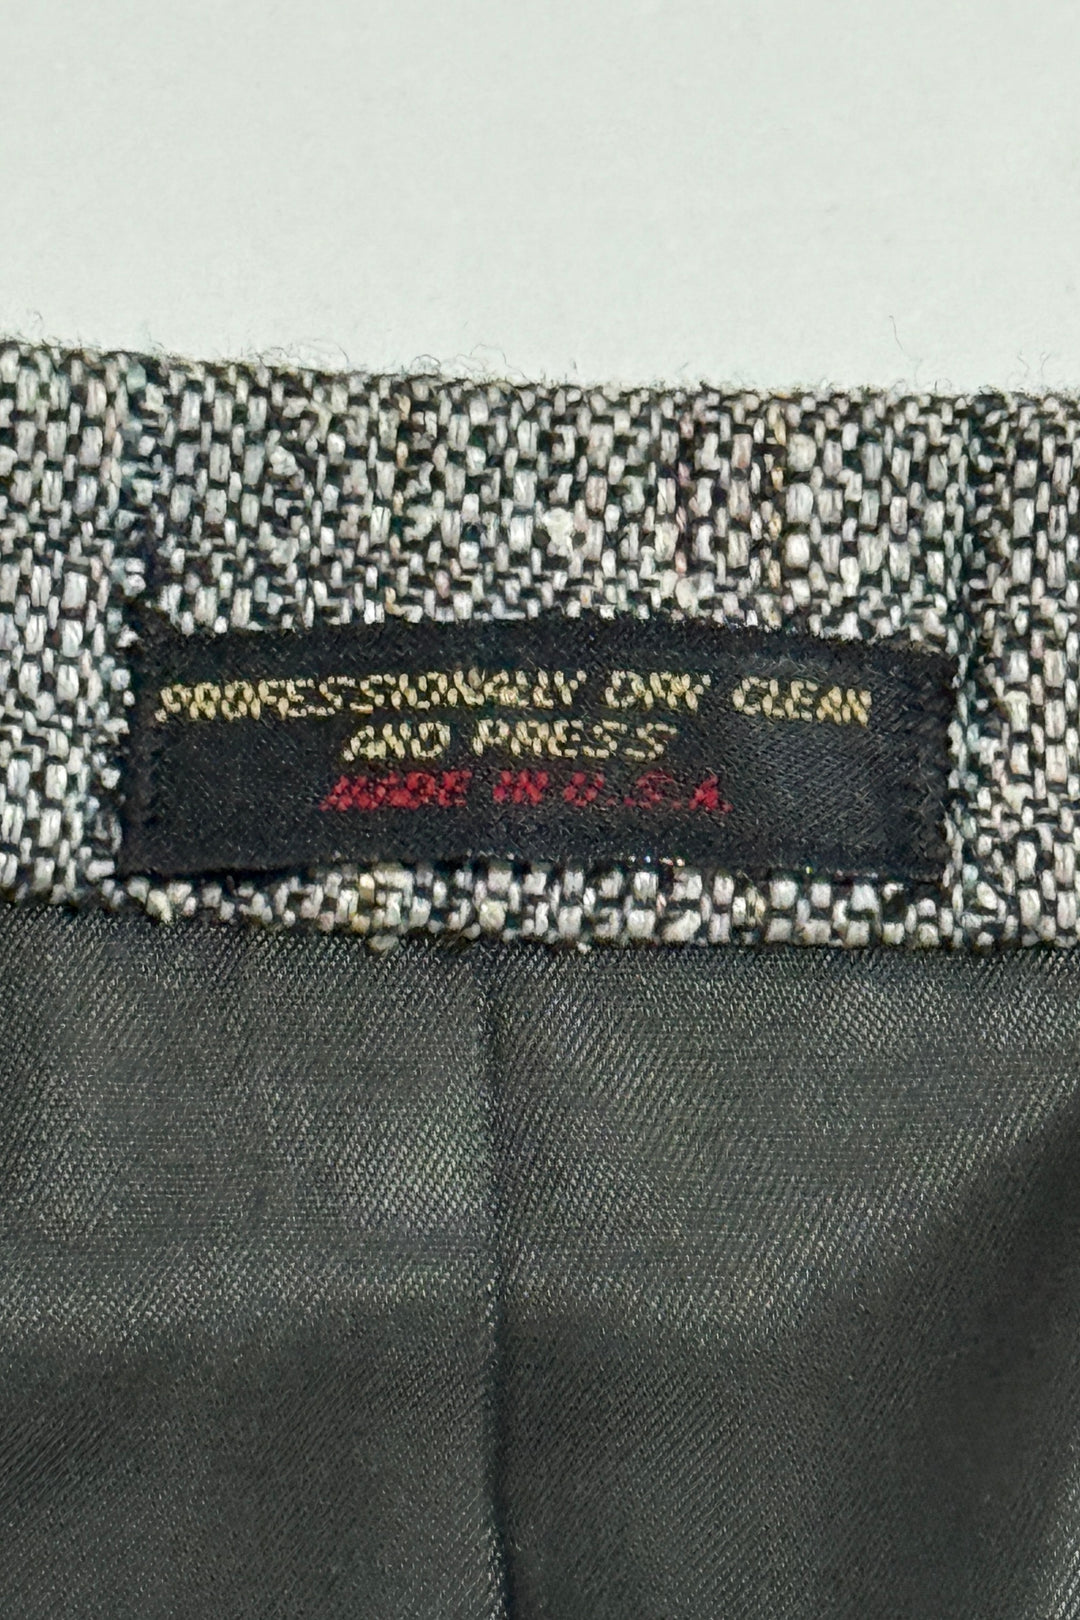 PROFESSIONALLY DRY CLEAN
AND PRESS
MADE IN U.S.A.